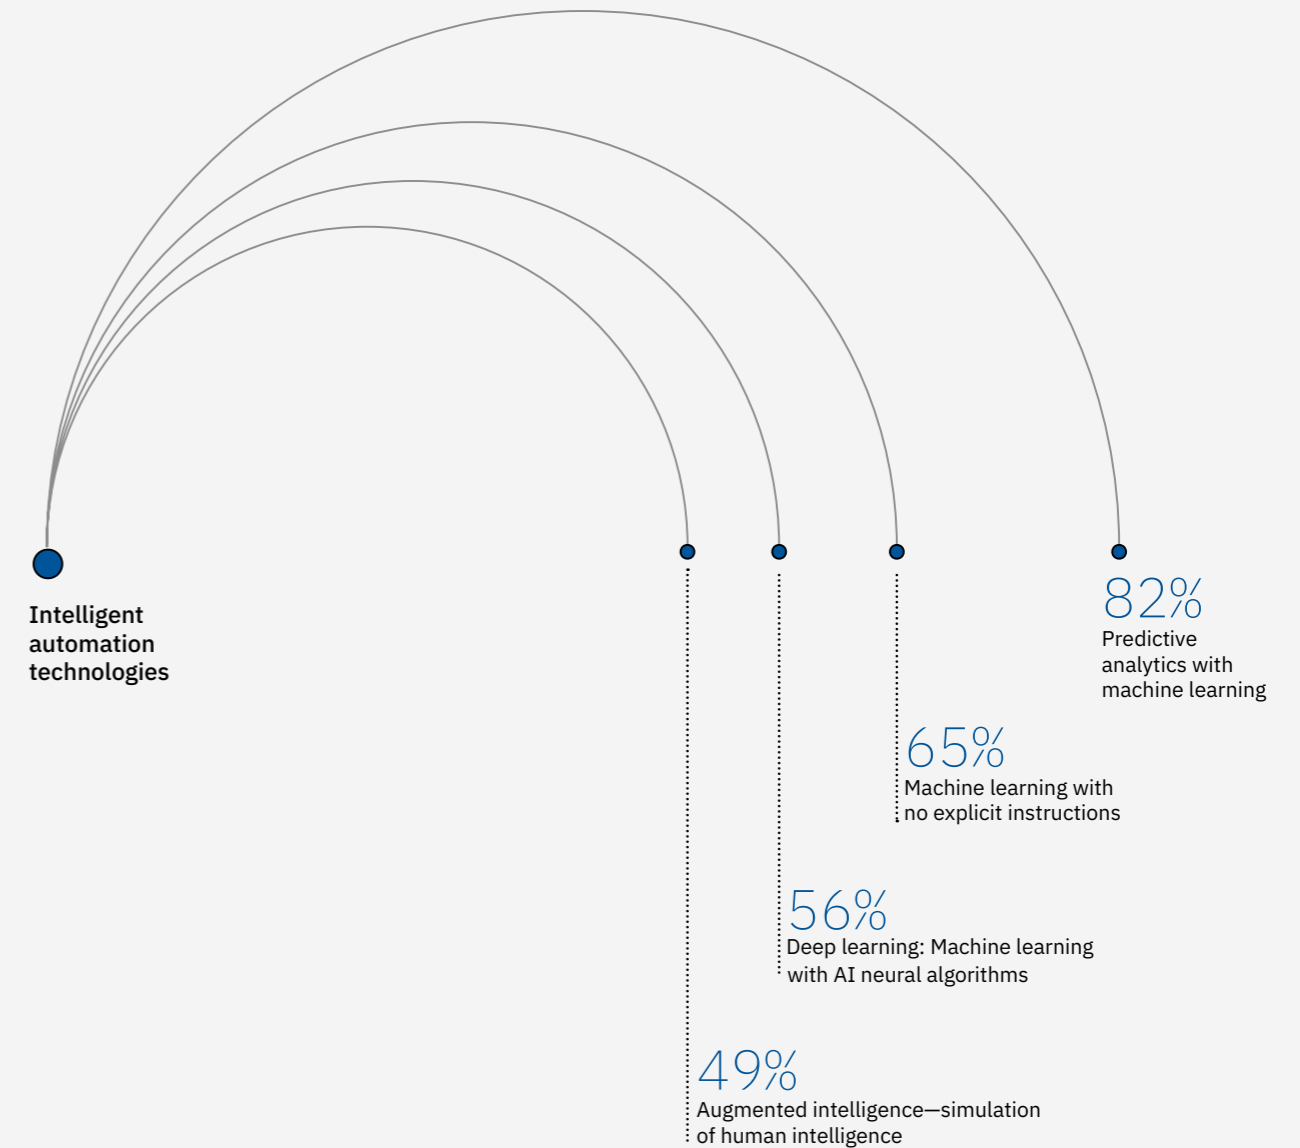 Intelligent
automation
technologies
82%
Predictive
analytics with
machine learning
65%
Machine learning with
no explicit instructions
56%
Deep learning: Machine learning
with AI neural algorithms
49%
Augmented intelligence—simulation
of human intelligence